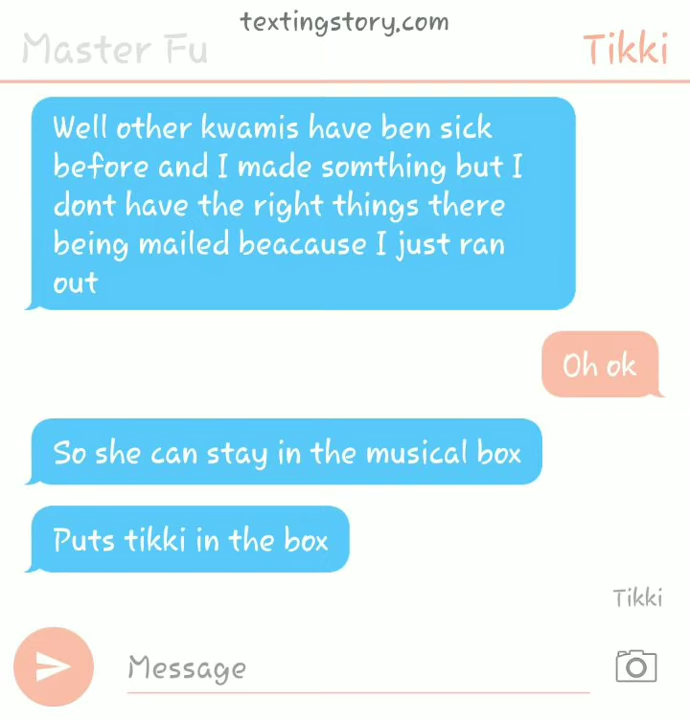 textingstory.com
Master Fu
Tikki
Well other kwamis have ben sick
before and I made somthing but I
dont have the right things there
being mailed beacause I just ran
out
Oh ok
So she can stay in the musical box
Puts tikki in the box
Tikki
Message